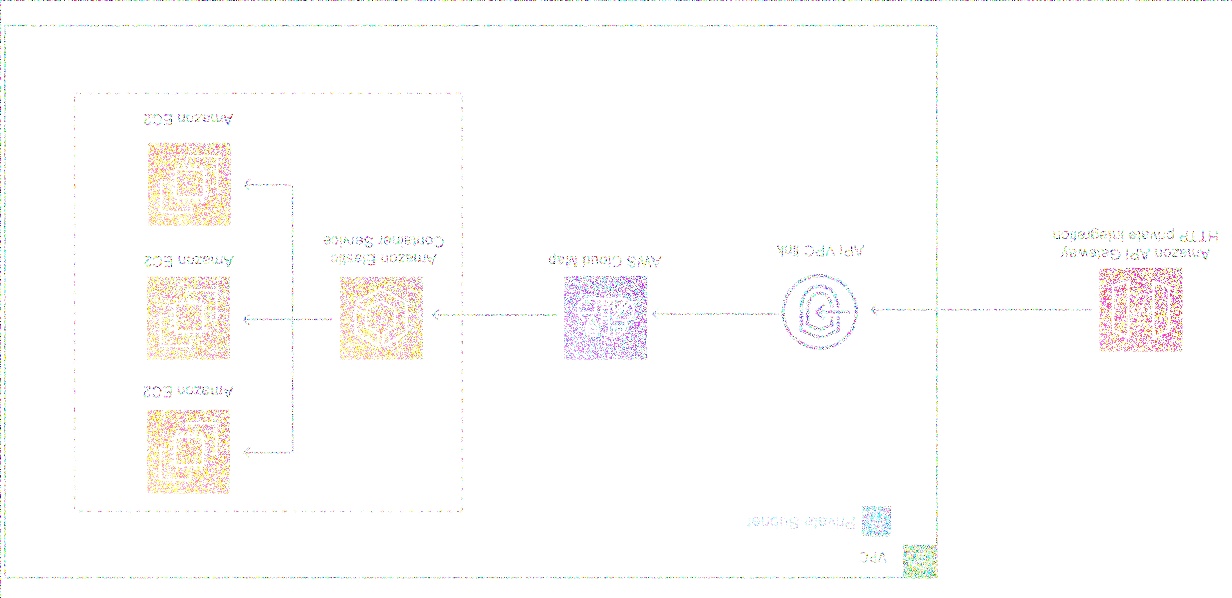 VPC
Private Subnet
Amazon API Gateway
HTTP private integration
API VPC link
AWS Cloud Map
Amazon Elastic
Container Service
Amazon EC2
Amazon EC2
Amazon EC2